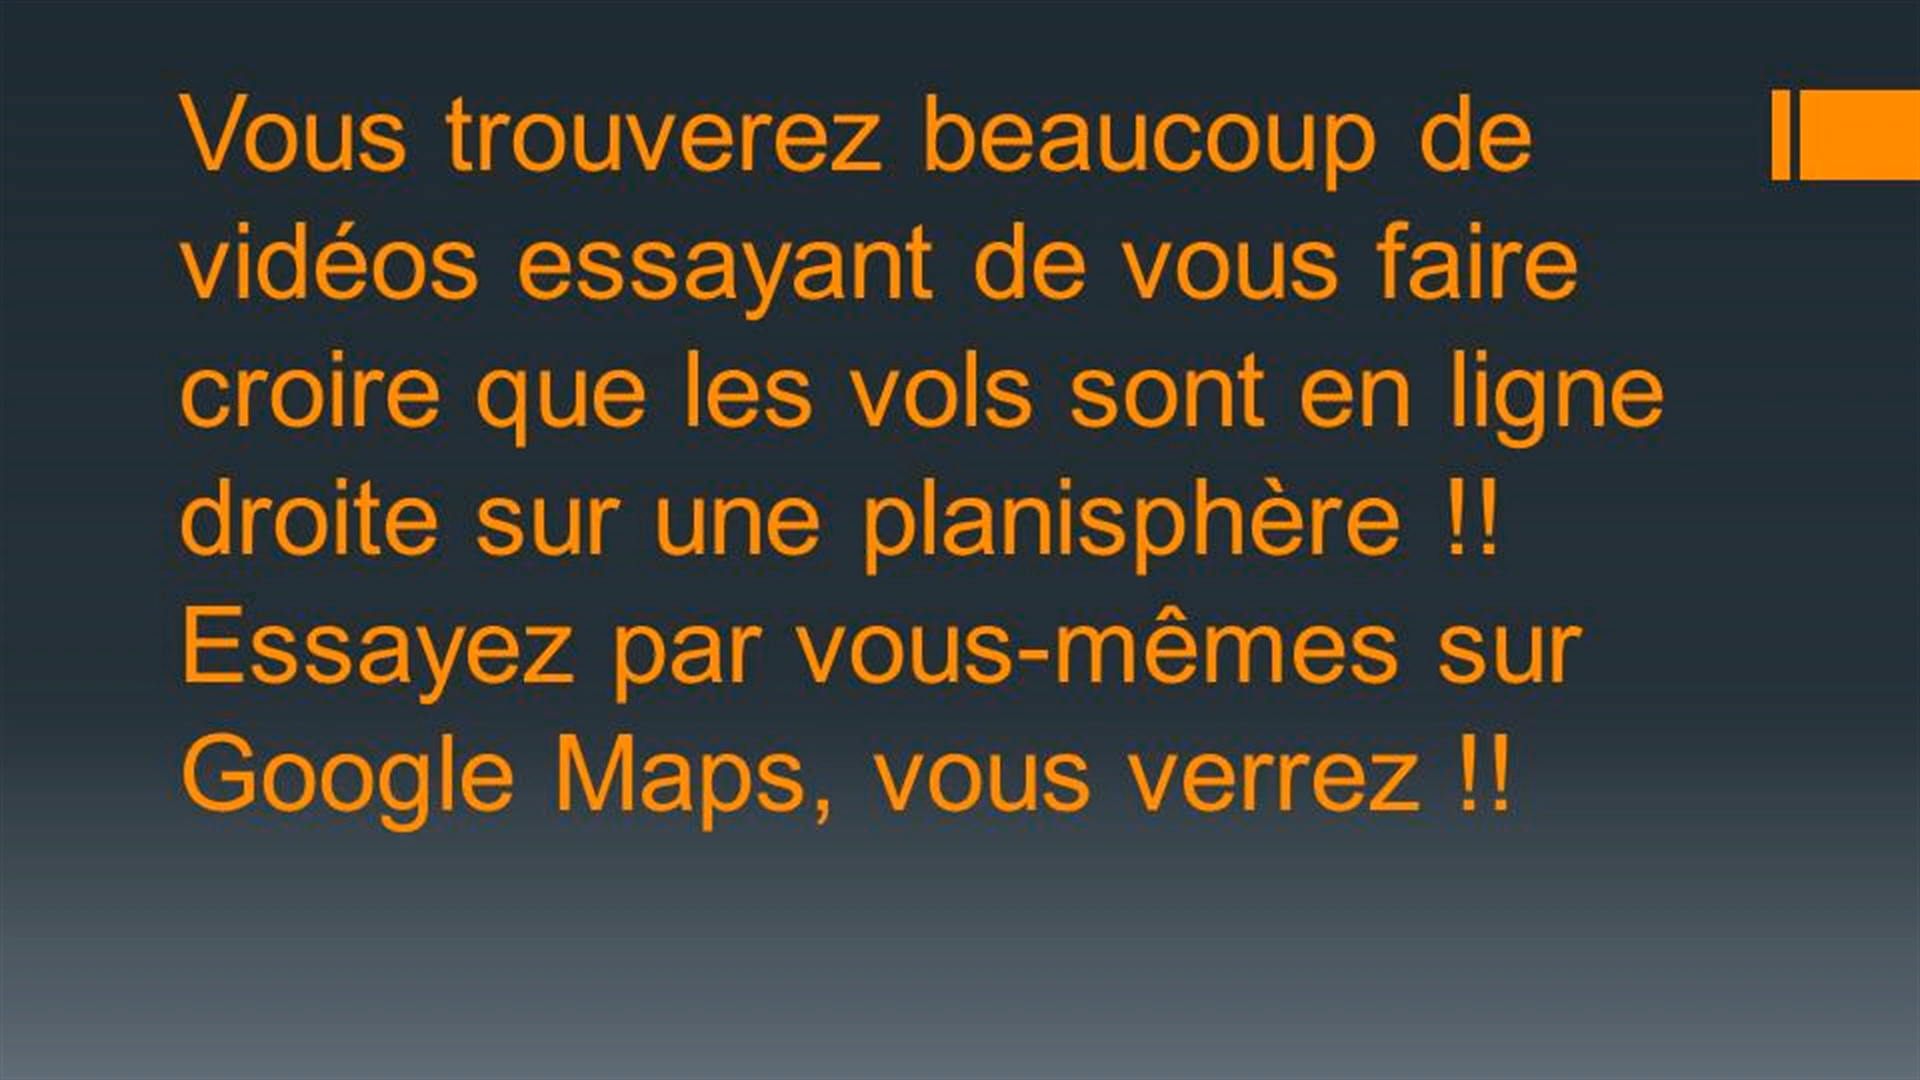 Vous trouverez beaucoup de
vidéos essayant de vous faire
croire que les vols sont en ligne
droite sur une planisphère !!
Essayez par vous-mêmes sur
Google Maps, vous verrez !!